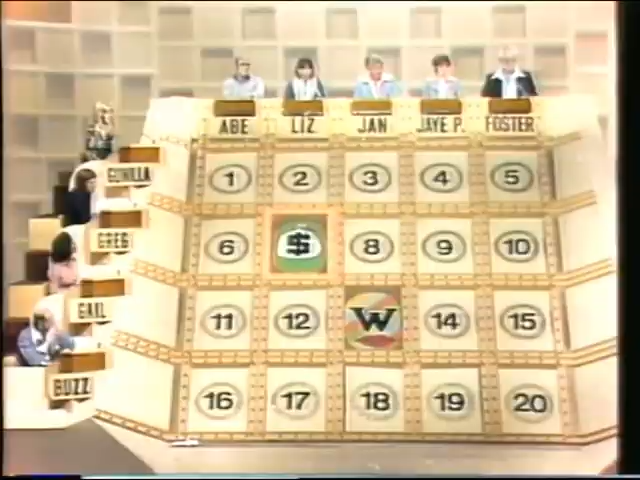 ABE LIZ JAN JAYE P. FOSTER
GORILLA
GREG
GAIL
BUZZ
1 2 3 4 5
6 $ 8 9 10
11 12 W 14 15
16 17 18 19 20